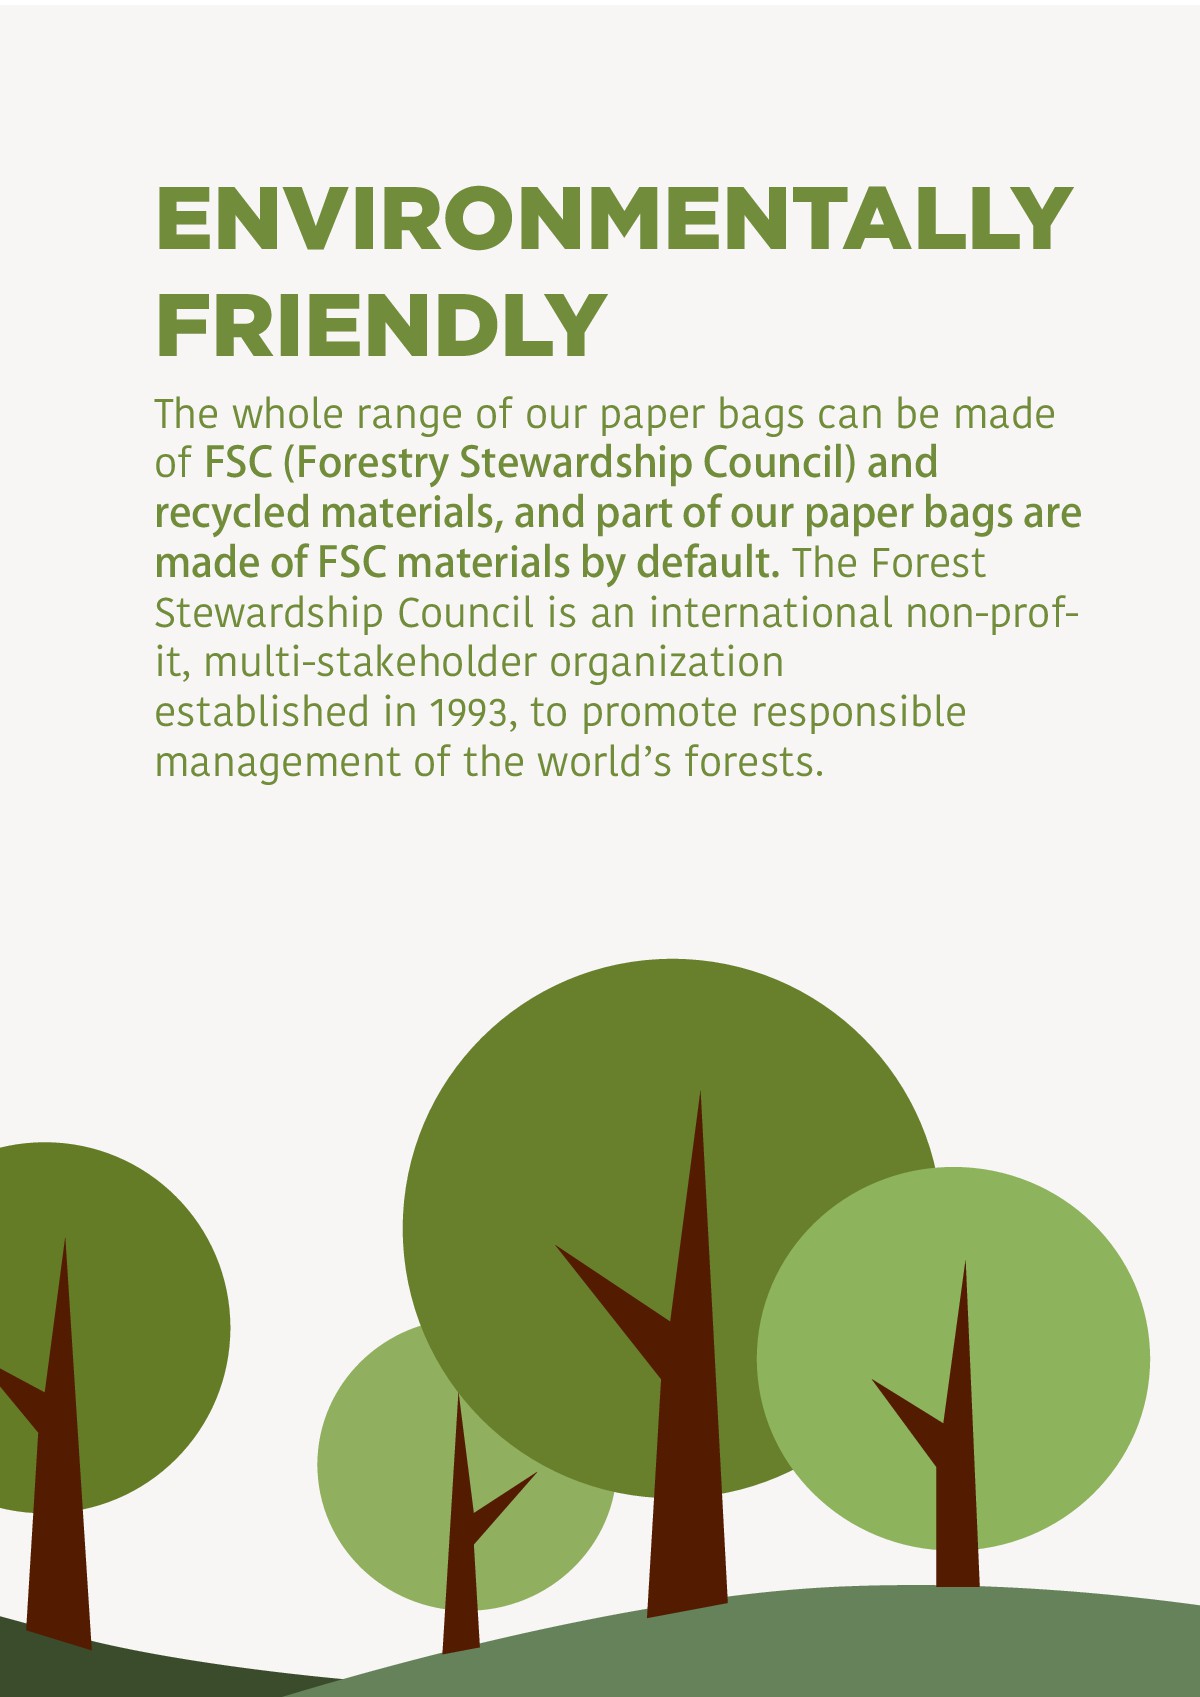 ENVIRONMENTALLY
FRIENDLY
The whole range of our paper bags can be made
of FSC (Forestry Stewardship Council) and
recycled materials, and part of our paper bags are
made of FSC materials by default. The Forest
Stewardship Council is an international non-prof-
it, multi-stakeholder organization
established in 1993, to promote responsible
management of the world’s forests.